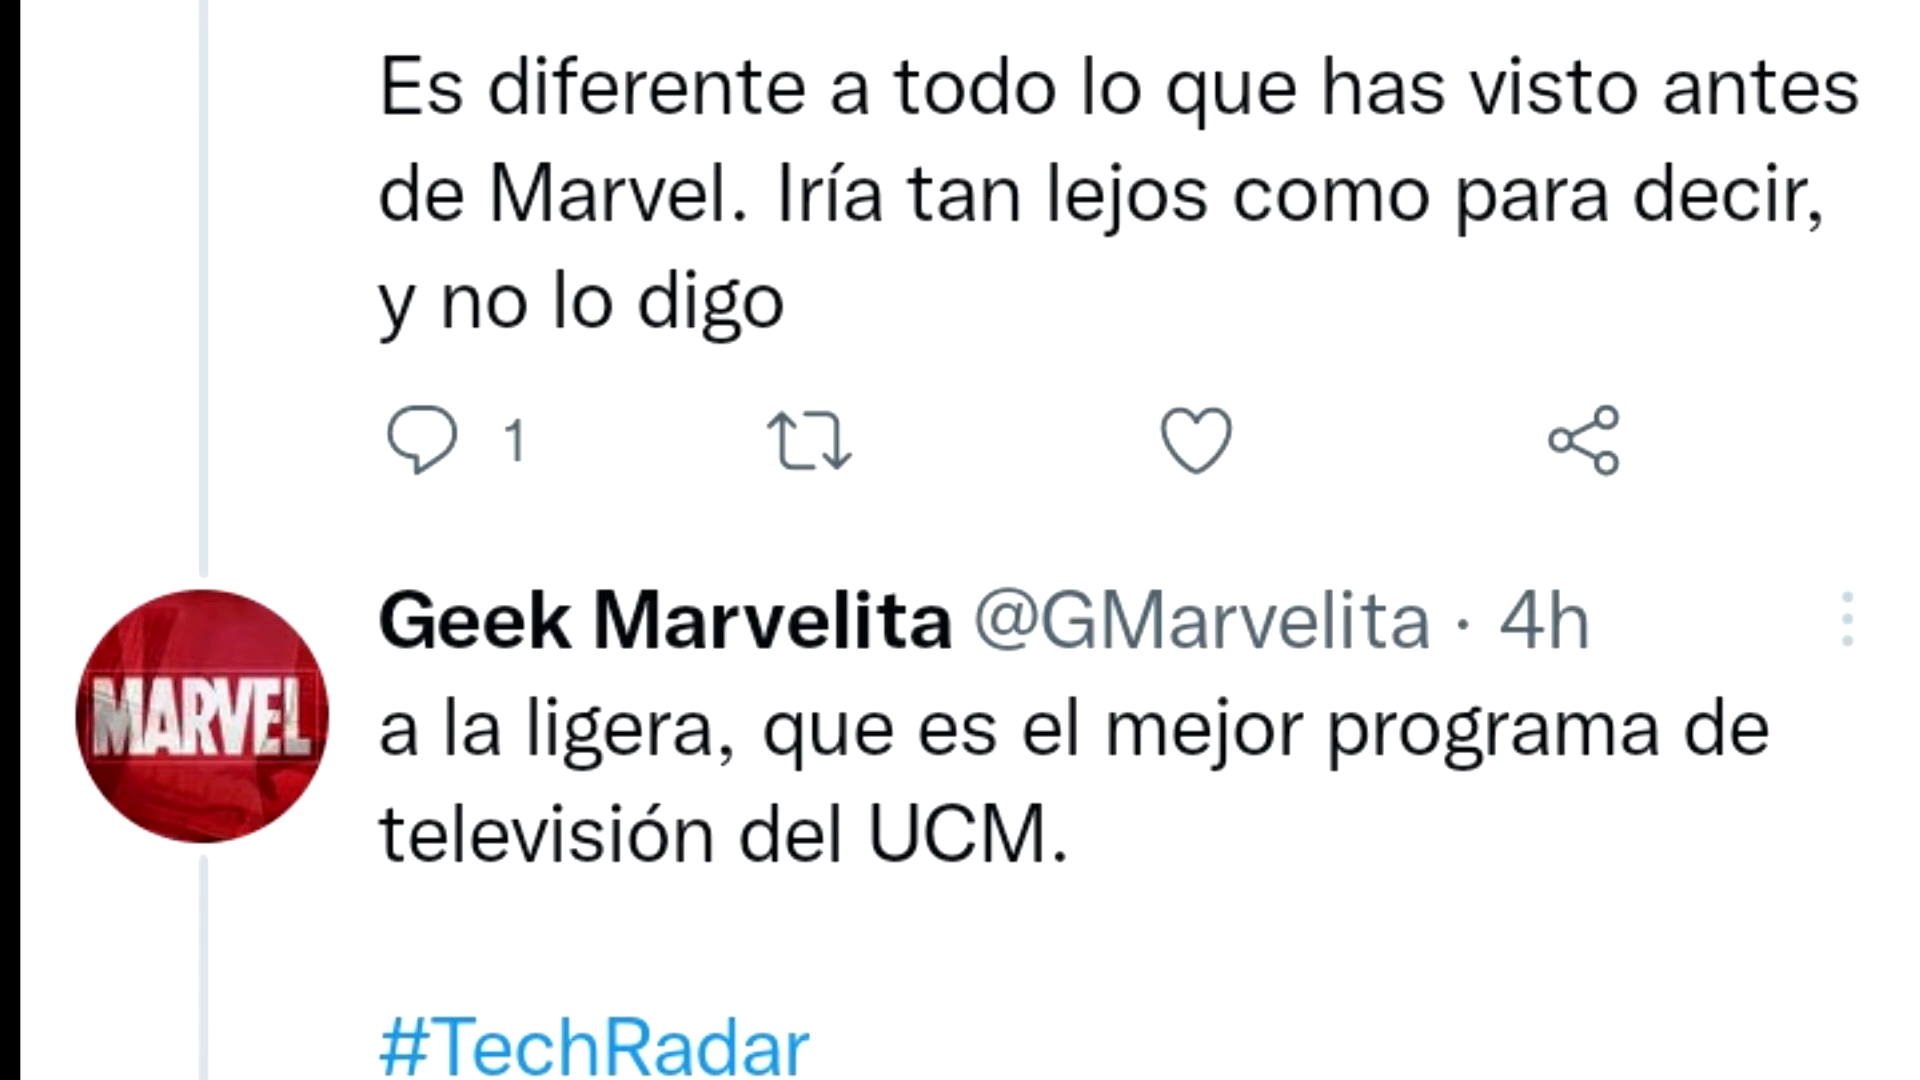 Es diferente a todo lo que has visto antes
de Marvel. Iría tan lejos como para decir,
y no lo digo
1
Geek Marvelita @GMarvelita · 4h
MARVEL
a la ligera, que es el mejor programa de
televisión del UCM.
#TechRadar